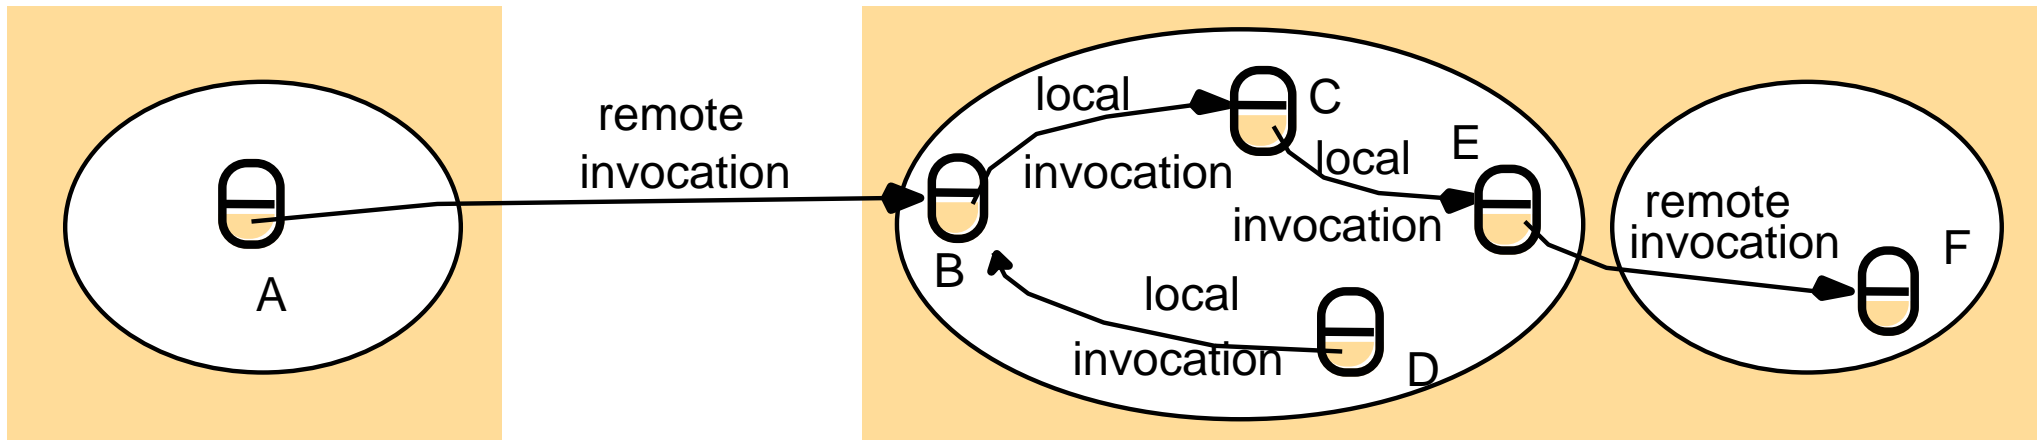 remote
invocation
A
local
invocation
C
local
invocation
E
B
local
invocation
D
remote
invocation
F